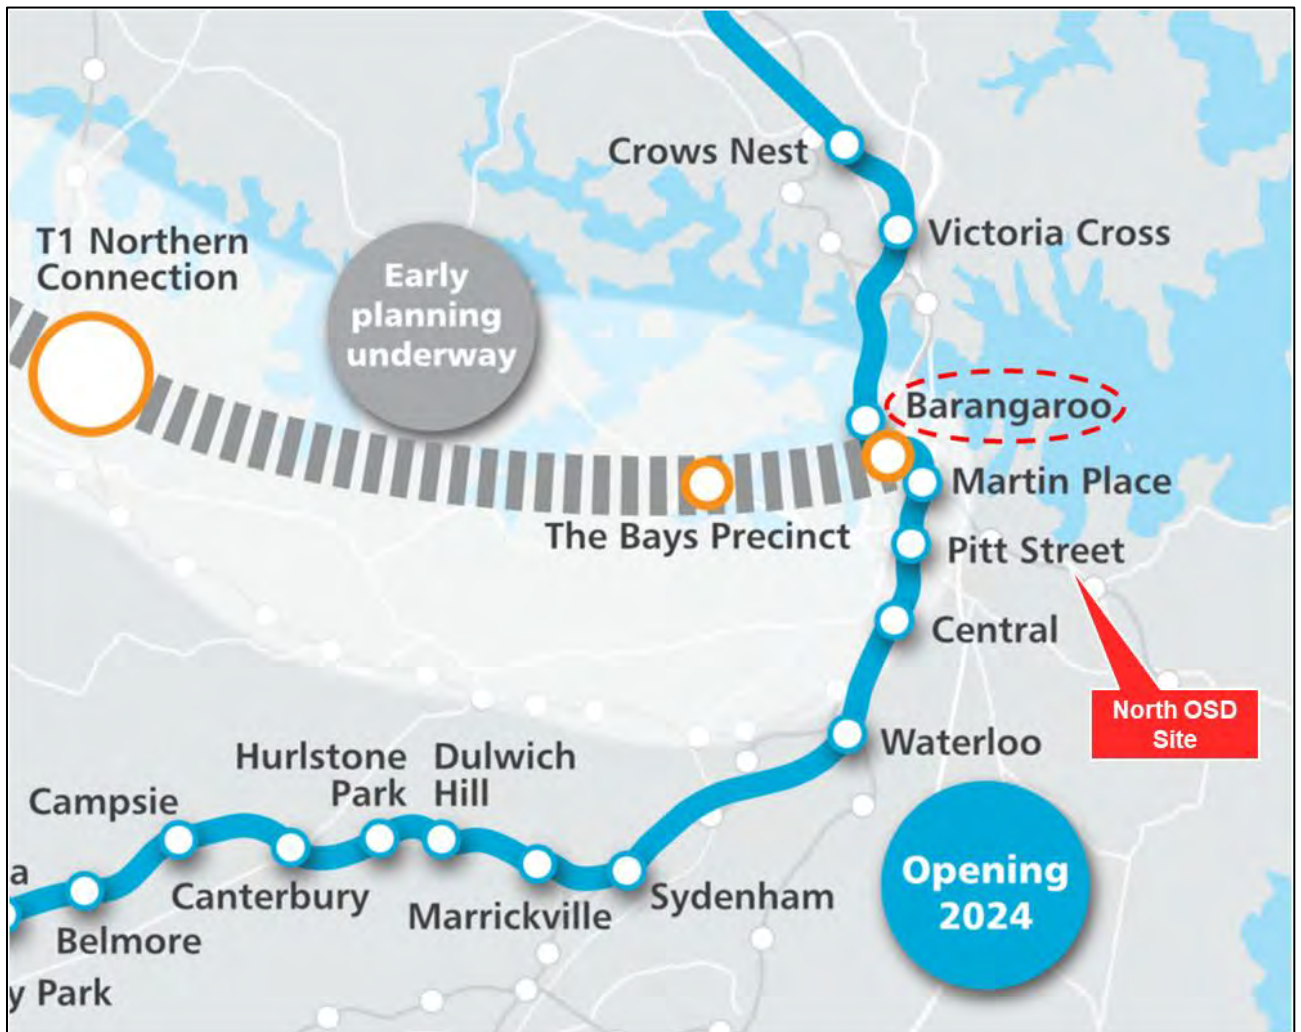 Crows Nest
Victoria Cross
T1 Northern
Connection
Early
planning
underway
Barangaroo
Martin Place
The Bays Precinct
Pitt Street
Central
North OSD
Site
Waterloo
Hurlstone
Park
Dulwich
Hill
Campsie
Opening
2024
a
Canterbury
Marrickville
Sydenham
Belmore
y Park